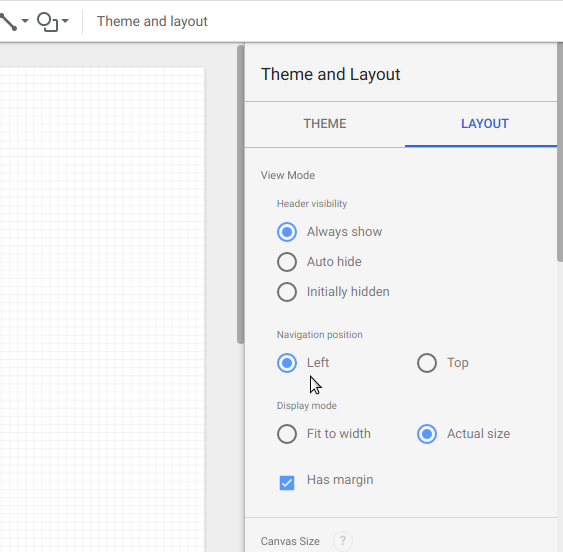 Theme and layout
Theme and Layout
THEME LAYOUT
View Mode
Header visibility
Always show
Auto hide
Initially hidden
Navigation position
Left Top
Display mode
Fit to width Actual size
Has margin
Canvas Size ?